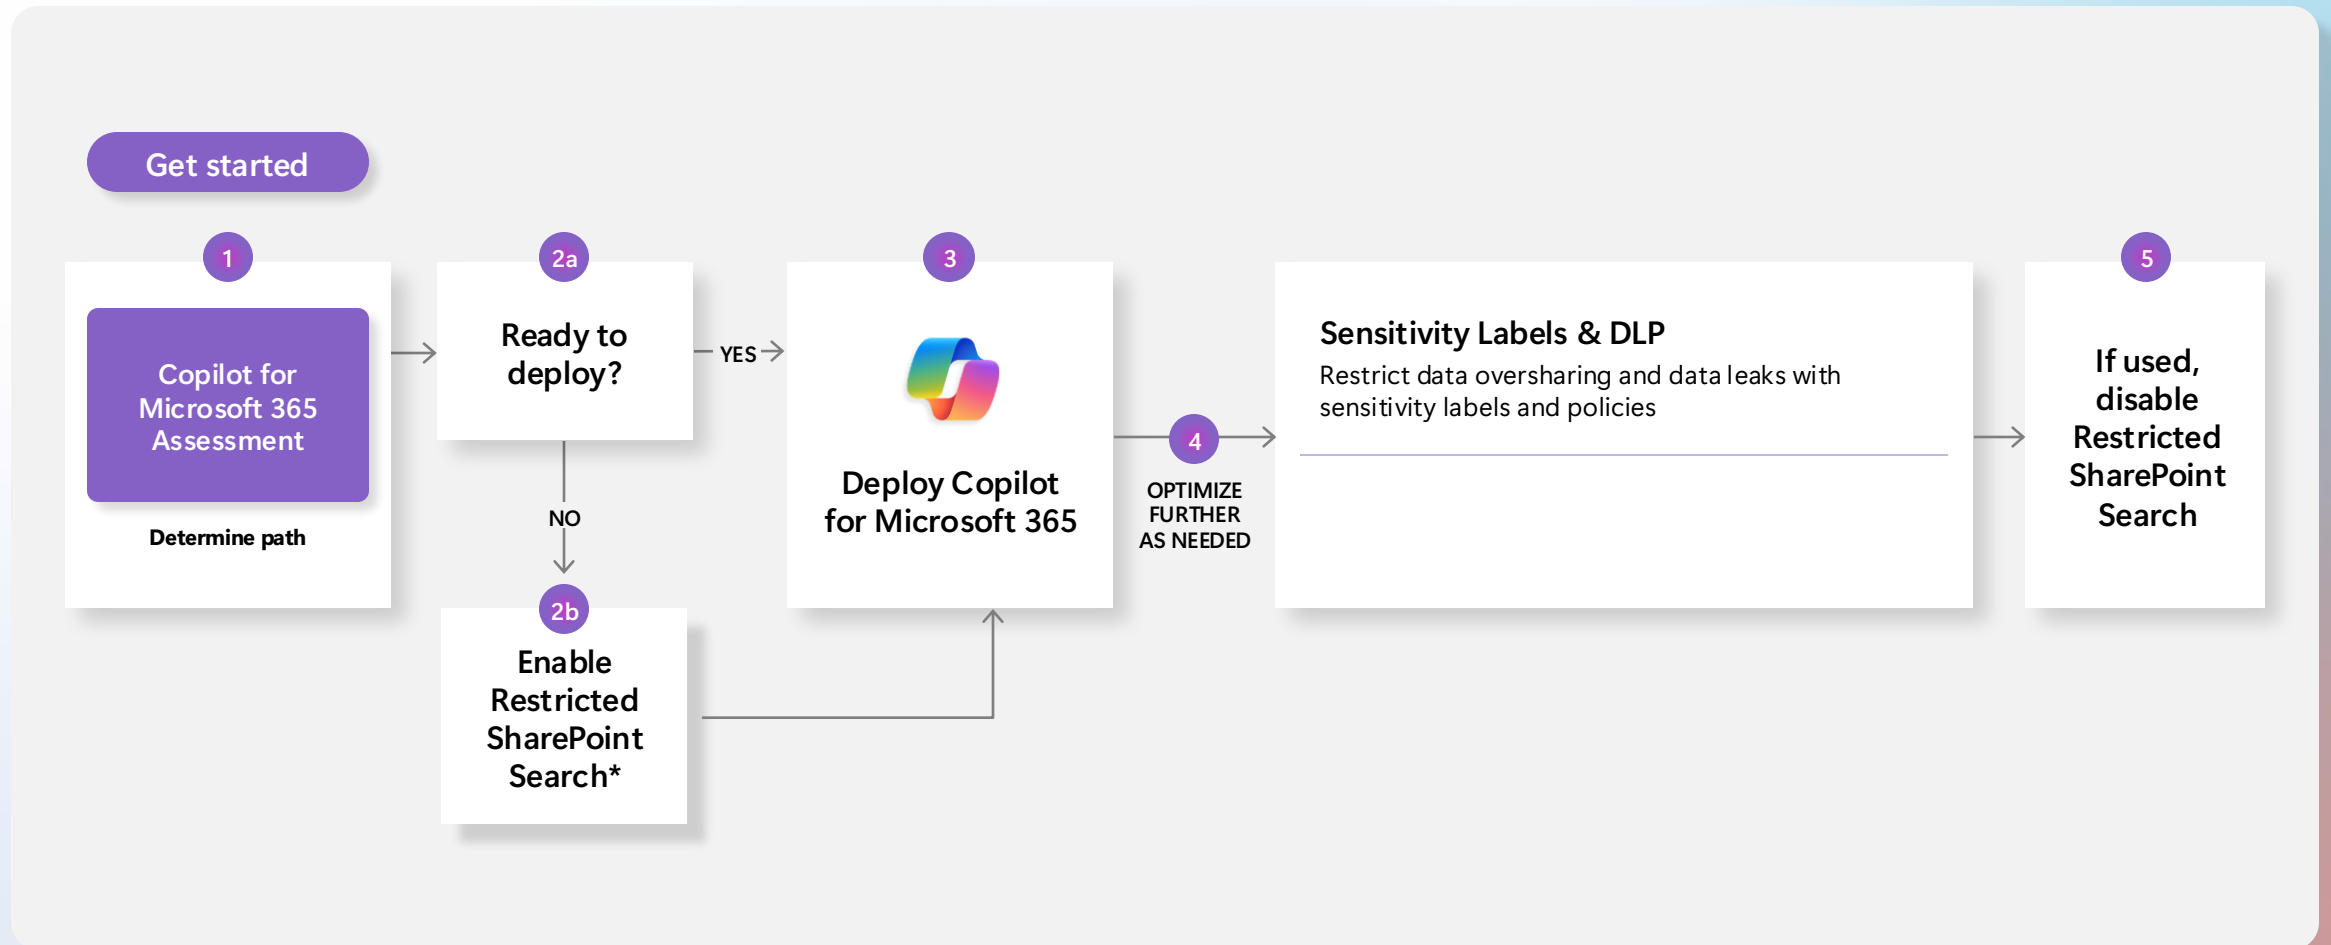 Get started
1
Copilot for
Microsoft 365
Assessment
Determine path
2a
Ready to
deploy?
YES
NO
2b
Enable
Restricted
SharePoint
Search*
3
Deploy Copilot
for Microsoft 365
4
OPTIMIZE
FURTHER
AS NEEDED
Sensitivity Labels & DLP
Restrict data oversharing and data leaks with
sensitivity labels and policies
5
If used,
disable
Restricted
SharePoint
Search